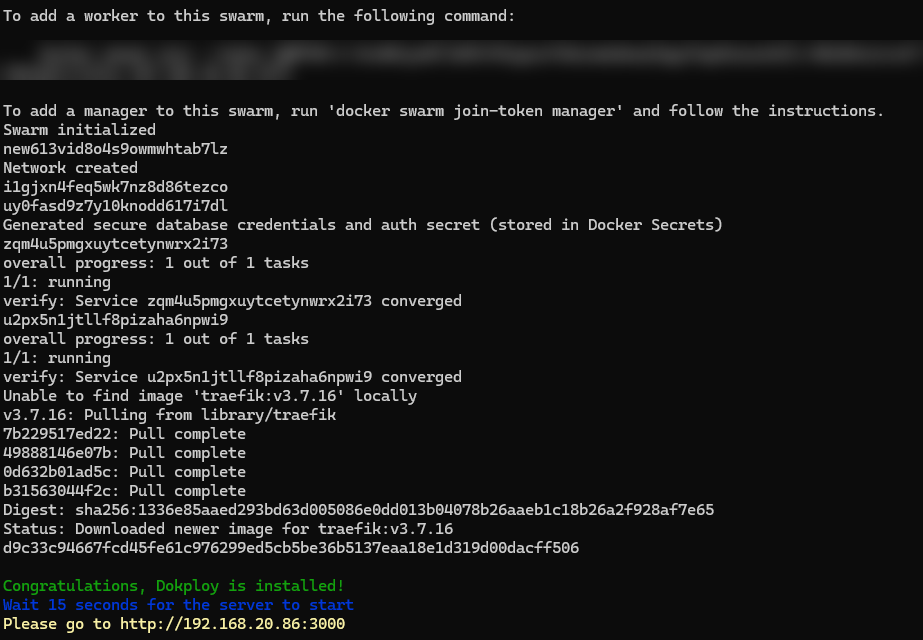 To add a worker to this swarm, run the following command:
To add a manager to this swarm, run 'docker swarm join-token manager' and follow the instructions.
Swarm initialized
new613vid8o4s9owmwhtab7lz
Network created
i1gjxn4feq5wk7nz8d86tezco
uy0fasd9z7y10knodd617i7dl
Generated secure database credentials and auth secret (stored in Docker Secrets)
zqm4u5pmgxuytcetynwrx2i73
overall progress: 1 out of 1 tasks
1/1: running
verify: Service zqm4u5pmgxuytcetynwrx2i73 converged
u2px5n1jtllf8pizaha6npwi9
overall progress: 1 out of 1 tasks
1/1: running
verify: Service u2px5n1jtllf8pizaha6npwi9 converged
Unable to find image 'traefik:v3.7.16' locally
v3.7.16: Pulling from library/traefik
7b229517ed22: Pull complete
49888146e07b: Pull complete
0d632b01ad5c: Pull complete
b31563044f2c: Pull complete
Digest: sha256:1336e85aaed293bd63d005086e0dd013b04078b26aaeb1c18b26a2f928af7e65
Status: Downloaded newer image for traefik:v3.7.16
d9c33c94667fcd45fe61c976299ed5cb5be36b5137eaa18e1d319d00dacff506
Congratulations, Dokploy is installed!
Wait 15 seconds for the server to start
Please go to http://192.168.20.86:3000